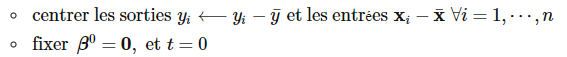 ◦ centrer les sorties yᵢ ⟵ yᵢ − ȳ et les entrées 𝐱ᵢ − 𝐱̄ ∀i = 1, ⋯, n
◦ fixer 𝜷⁰ = 𝟎, et t = 0